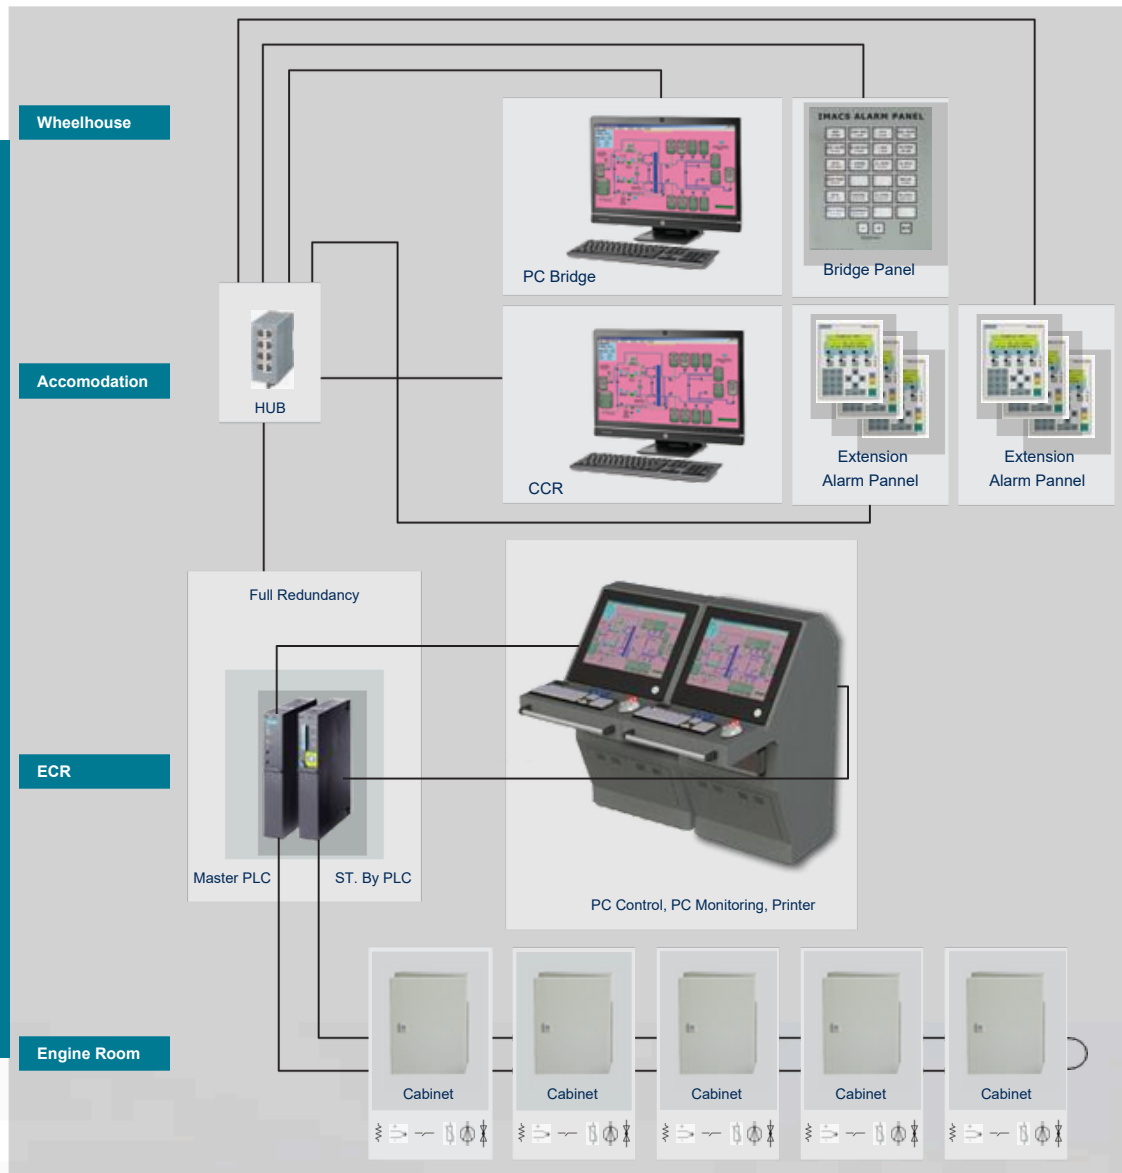 Wheelhouse
IMACS ALARM PANEL
PC Bridge
Bridge Panel
Accomodation
HUB
CCR
Extension
Alarm Pannel
Extension
Alarm Pannel
Full Redundancy
ECR
Master PLC
ST. By PLC
PC Control, PC Monitoring, Printer
Engine Room
Cabinet
Cabinet
Cabinet
Cabinet
Cabinet